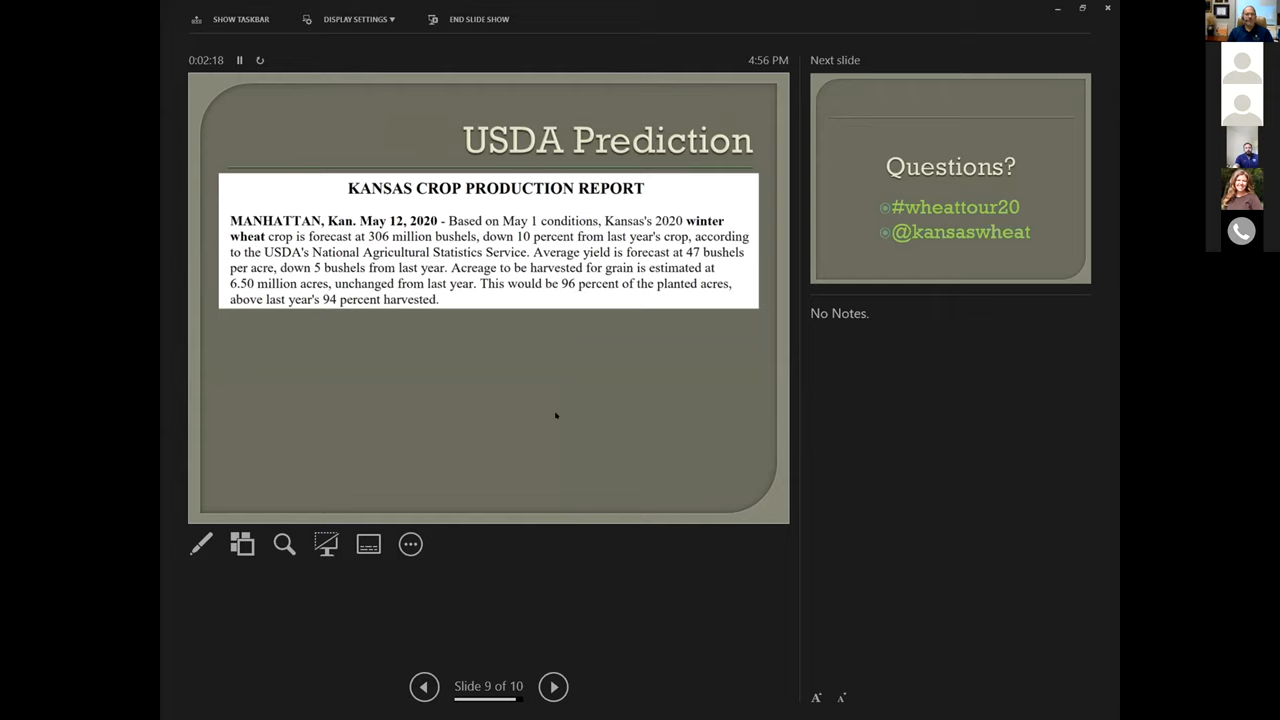 SHOW TASKBAR DISPLAY SETTINGS ▼ END SLIDE SHOW
0:02:18 4:56 PM
USDA Prediction
KANSAS CROP PRODUCTION REPORT
MANHATTAN, Kan. May 12, 2020 - Based on May 1 conditions, Kansas's 2020 winter
wheat crop is forecast at 306 million bushels, down 10 percent from last year's crop, according
to the USDA's National Agricultural Statistics Service. Average yield is forecast at 47 bushels
per acre, down 5 bushels from last year. Acreage to be harvested for grain is estimated at
6.50 million acres, unchanged from last year. This would be 96 percent of the planted acres,
above last year's 94 percent harvested.
Next slide
Questions?
#wheattour20
@kansaswheat
No Notes.
Slide 9 of 10
A A